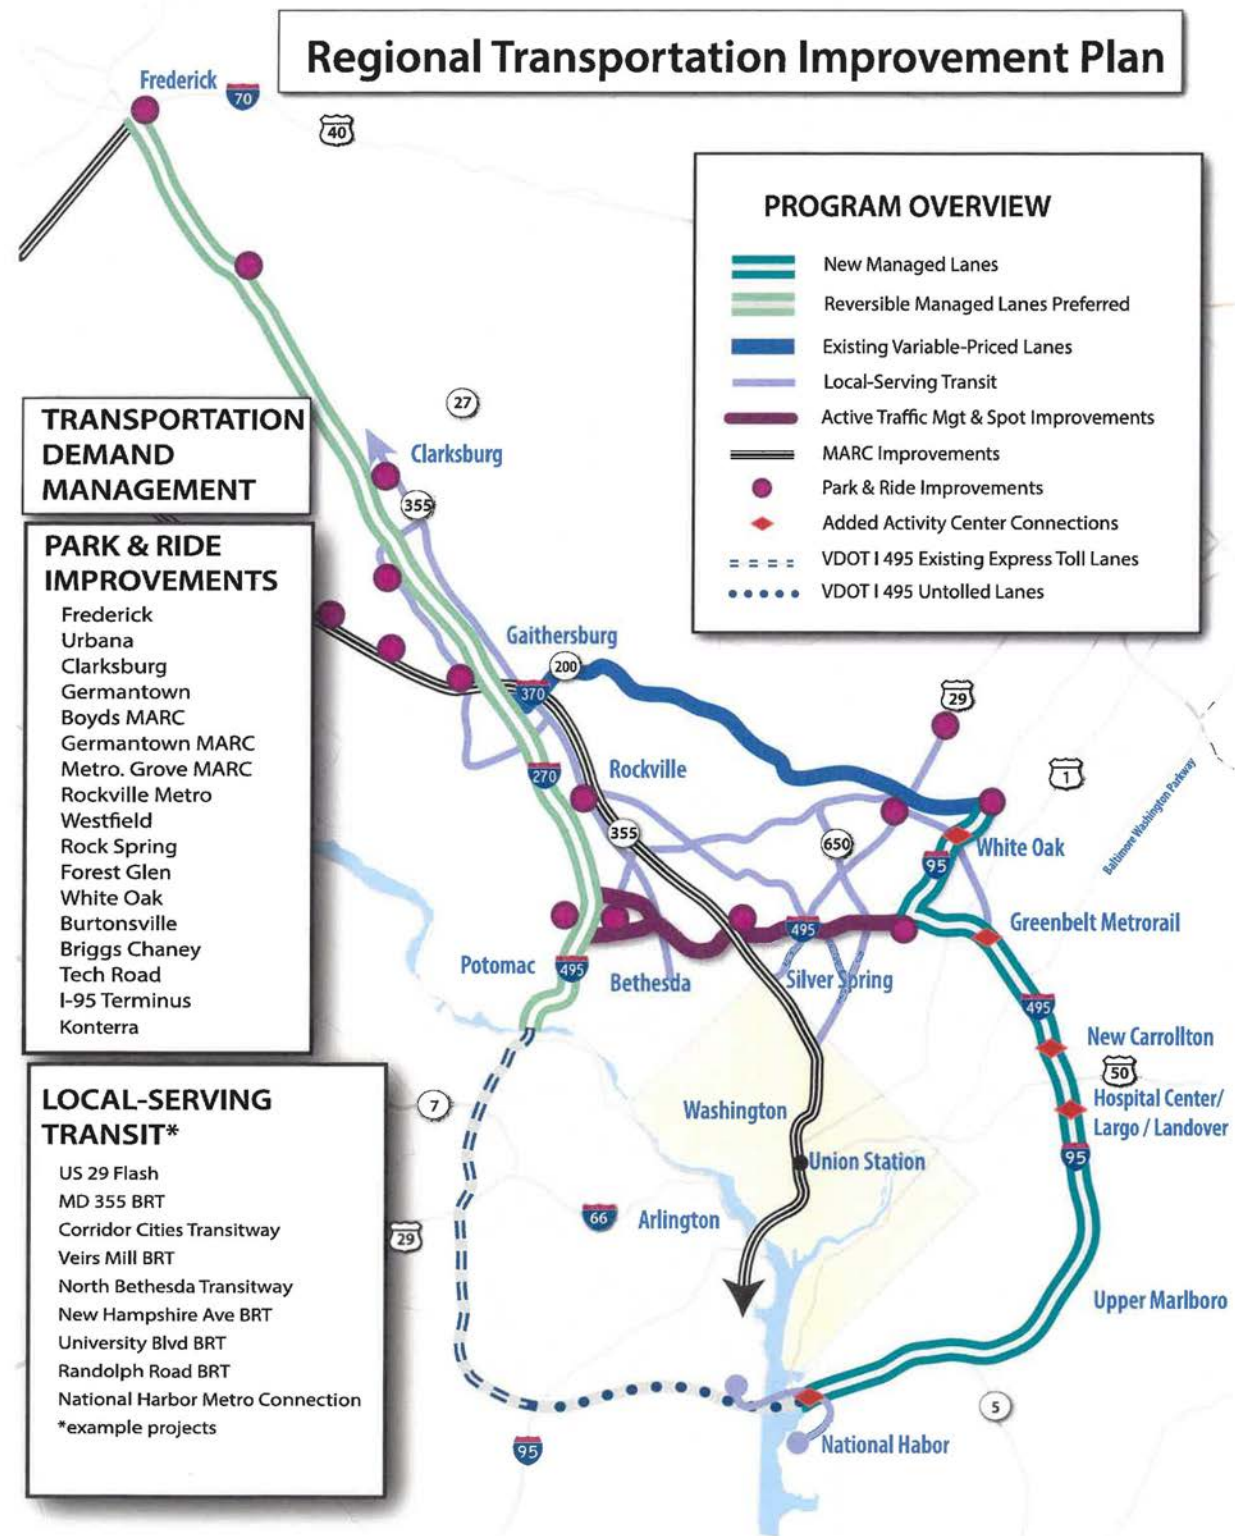 Regional Transportation Improvement Plan
Frederick
70
40
PROGRAM OVERVIEW
New Managed Lanes
Reversible Managed Lanes Preferred
Existing Variable-Priced Lanes
Local-Serving Transit
Active Traffic Mgt & Spot Improvements
MARC Improvements
Park & Ride Improvements
Added Activity Center Connections
VDOT I 495 Existing Express Toll Lanes
VDOT I 495 Untolled Lanes
27
Clarksburg
355
TRANSPORTATION
DEMAND
MANAGEMENT
PARK & RIDE
IMPROVEMENTS
Frederick
Urbana
Clarksburg
Germantown
Boyds MARC
Germantown MARC
Metro. Grove MARC
Rockville Metro
Westfield
Rock Spring
Forest Glen
White Oak
Burtonsville
Briggs Chaney
Tech Road
I-95 Terminus
Konterra
Gaithersburg
200
370
29
270
Rockville
1
Baltimore Washington Parkway
355
650
White Oak
95
Greenbelt Metrorail
495
Potomac
495
Bethesda
Silver Spring
495
New Carrollton
50
Hospital Center/
Largo / Landover
95
LOCAL-SERVING
TRANSIT*
US 29 Flash
MD 355 BRT
Corridor Cities Transitway
Veirs Mill BRT
North Bethesda Transitway
New Hampshire Ave BRT
University Blvd BRT
Randolph Road BRT
National Harbor Metro Connection
*example projects
7
Washington
Union Station
66
Arlington
29
Upper Marlboro
5
95
National Habor